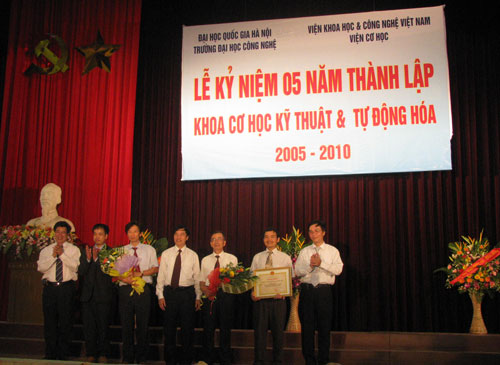 ĐẠI HỌC QUỐC GIA HÀ NỘI
TRƯỜNG ĐẠI HỌC CÔNG NGHỆ
VIỆN KHOA HỌC & CÔNG NGHỆ VIỆT NAM
VIỆN CƠ HỌC
LỄ KỶ NIỆM 05 NĂM THÀNH LẬP
KHOA CƠ HỌC KỸ THUẬT & TỰ ĐỘNG HÓA
2005 - 2010